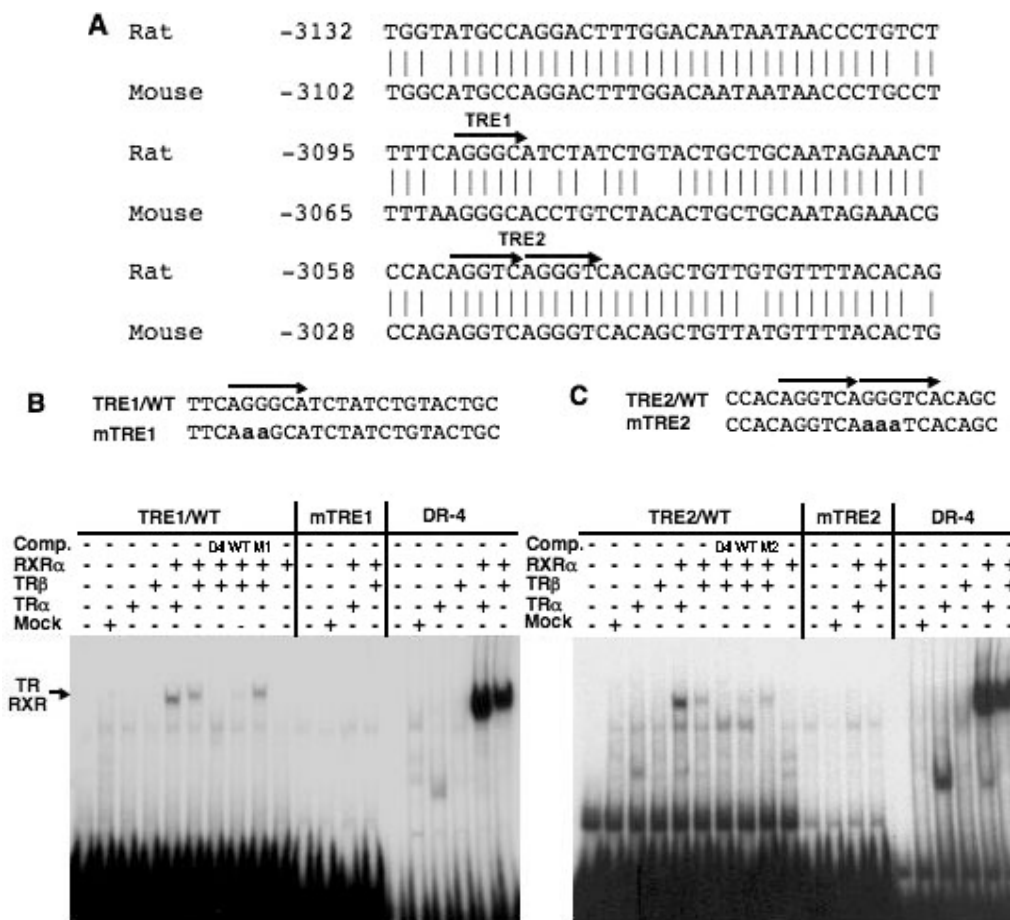 A
Rat -3132 TGGTATGCCAGGACTTTGGACAATAATAACCCTGTCT
Mouse -3102 TGGCATGCCAGGACTTTGGACAATAATAACCCTGCCT
TRE1
Rat -3095 TTTCAGGGCATCTATCTGTACTGCTGCAATAGAAACT
Mouse -3065 TTTAAGGGCACCTGTCTACACTGCTGCAATAGAAACG
TRE2
Rat -3058 CCACAGGTCAGGGTCACAGCTGTTGTGTTTTACACAG
Mouse -3028 CCAGAGGTCAGGGTCACAGCTGTTATGTTTTACACTG
B
TRE1/WT TTCAGGGCATCTATCTGTACTGC
mTRE1 TTCAaaGCATCTATCTGTACTGC
C
TRE2/WT CCACAGGTCAGGGTCACAGC
mTRE2 CCACAGGTCAaaaTCACAGC
TRE1/WT mTRE1 DR-4
Comp. - - - - - - D4 WT M1 - - - - - - - - - - -
RXRα - - - - + + + + + + - - + + - - - - + +
TRβ - - - + - + + + + - - - - + - - - + - +
TRα - - + - + - - - - - - - + - - - + - + -
Mock - + - - - - - - - - - + - - - + - - - -
TR
RXR
TRE2/WT mTRE2 DR-4
Comp. - - - - - - D4 WT M2 - - - - - - - - - - -
RXRα - - - - + + + + + + - - + + - - - - + +
TRβ - - - + - + + + + - - - - + - - - + - +
TRα - - + - + - - - - - - - + - - - + - + -
Mock - + - - - - - - - - - + - - - + - - - -